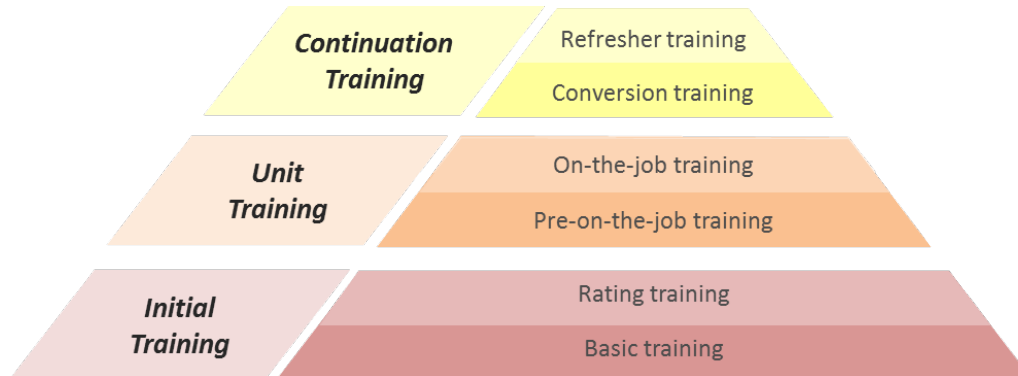 Continuation
Training
Refresher training
Conversion training
Unit
Training
On-the-job training
Pre-on-the-job training
Initial
Training
Rating training
Basic training